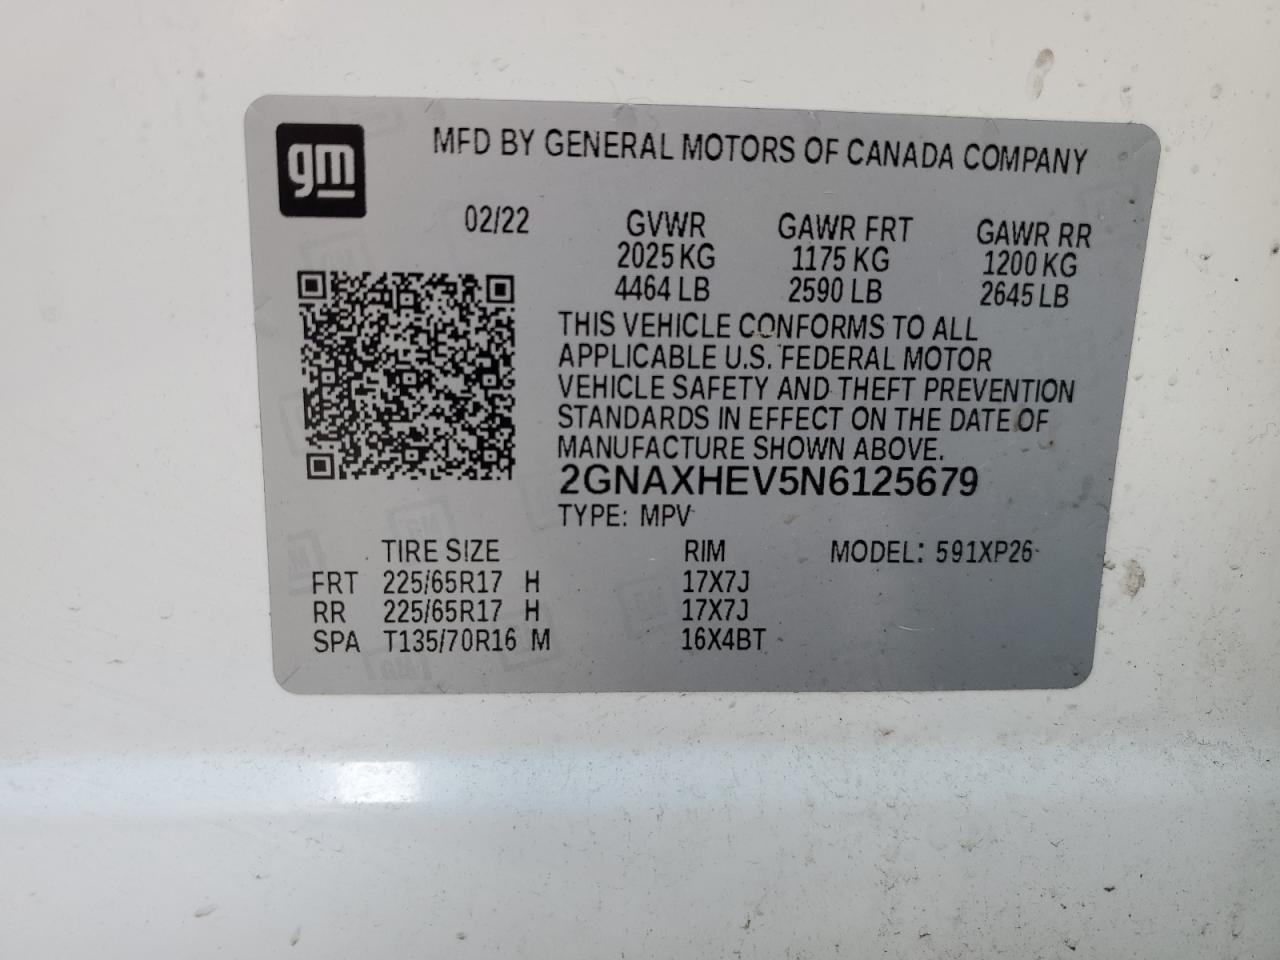 gm
MFD BY GENERAL MOTORS OF CANADA COMPANY
02/22 GVWR GAWR FRT GAWR RR
2025 KG 1175 KG 1200 KG
4464 LB 2590 LB 2645 LB
THIS VEHICLE CONFORMS TO ALL
APPLICABLE U.S. FEDERAL MOTOR
VEHICLE SAFETY AND THEFT PREVENTION
STANDARDS IN EFFECT ON THE DATE OF
MANUFACTURE SHOWN ABOVE.
2GNAXHEV5N6125679
TYPE: MPV
TIRE SIZE RIM MODEL: 591XP26
FRT 225/65R17 H 17X7J
RR 225/65R17 H 17X7J
SPA T135/70R16 M 16X4BT